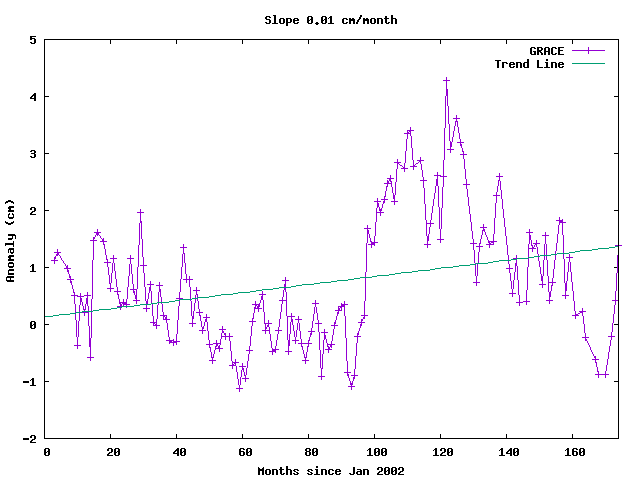 Slope 0.01 cm/month
GRACE
Trend Line
5
4
3
2
1
0
-1
-2
Anomaly (cm)
0 20 40 60 80 100 120 140 160
Months since Jan 2002